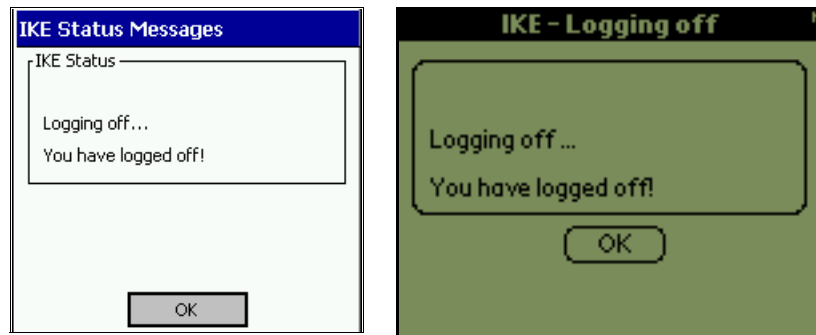 IKE Status Messages
IKE Status
Logging off...
You have logged off!
OK
IKE - Logging off
Logging off ...
You have logged off!
OK